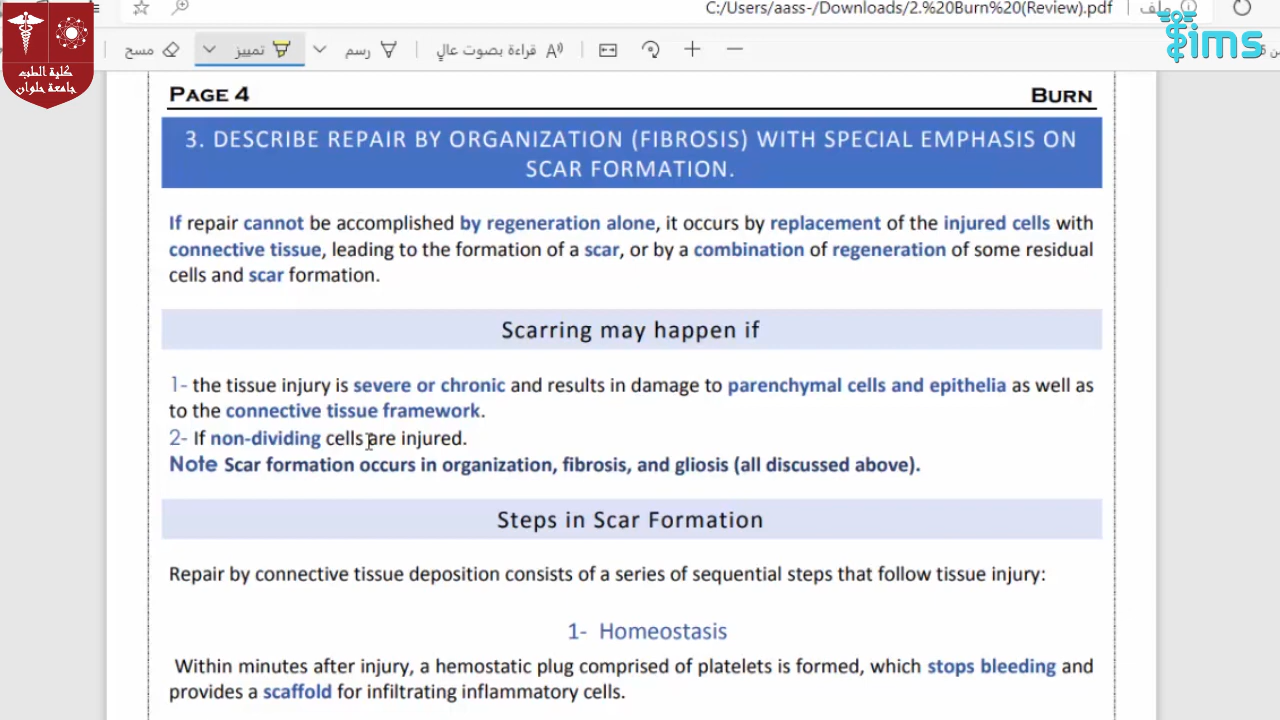 C:/Users/aass-/Downloads/2.%20Burn%20(Review).pdf
ملف
مسح
تمييز
رسم
قراءة بصوت عالٍ
كلية الطب
جامعة حلوان
ims
PAGE 4
BURN
3. DESCRIBE REPAIR BY ORGANIZATION (FIBROSIS) WITH SPECIAL EMPHASIS ON
SCAR FORMATION.
If repair cannot be accomplished by regeneration alone, it occurs by replacement of the injured cells with
connective tissue, leading to the formation of a scar, or by a combination of regeneration of some residual
cells and scar formation.
Scarring may happen if
1- the tissue injury is severe or chronic and results in damage to parenchymal cells and epithelia as well as
to the connective tissue framework.
2- If non-dividing cells are injured.
Note Scar formation occurs in organization, fibrosis, and gliosis (all discussed above).
Steps in Scar Formation
Repair by connective tissue deposition consists of a series of sequential steps that follow tissue injury:
1- Homeostasis
Within minutes after injury, a hemostatic plug comprised of platelets is formed, which stops bleeding and
provides a scaffold for infiltrating inflammatory cells.